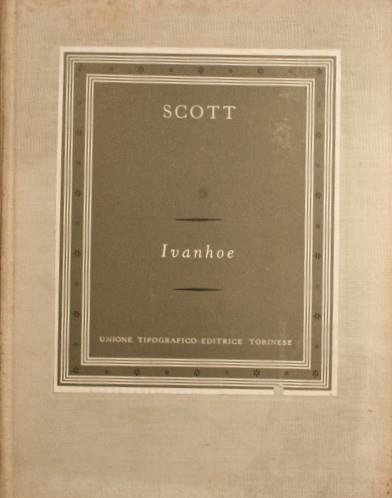 SCOTT
Ivanhoe
UNIONE TIPOGRAFICO-EDITRICE TORINESE